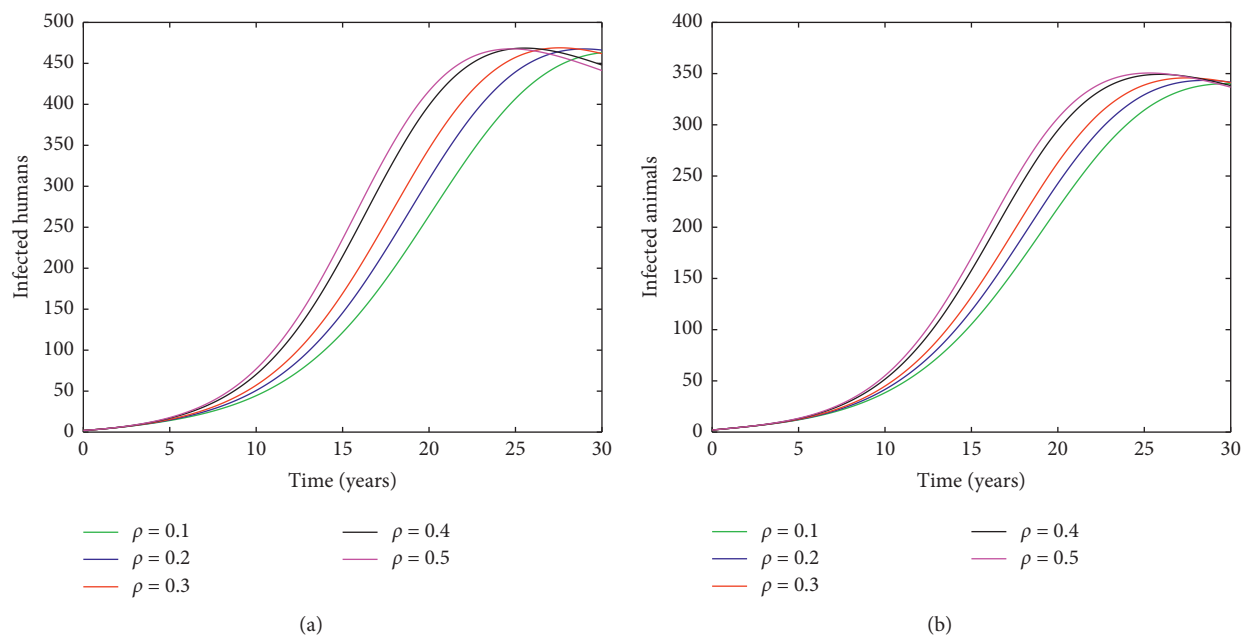 500
450
400
350
300
250
200
150
100
50
0
Infected humans
0 5 10 15 20 25 30
Time (years)
ρ = 0.1
ρ = 0.2
ρ = 0.3
ρ = 0.4
ρ = 0.5
(a)
400
350
300
250
200
150
100
50
0
Infected animals
0 5 10 15 20 25 30
Time (years)
ρ = 0.1
ρ = 0.2
ρ = 0.3
ρ = 0.4
ρ = 0.5
(b)